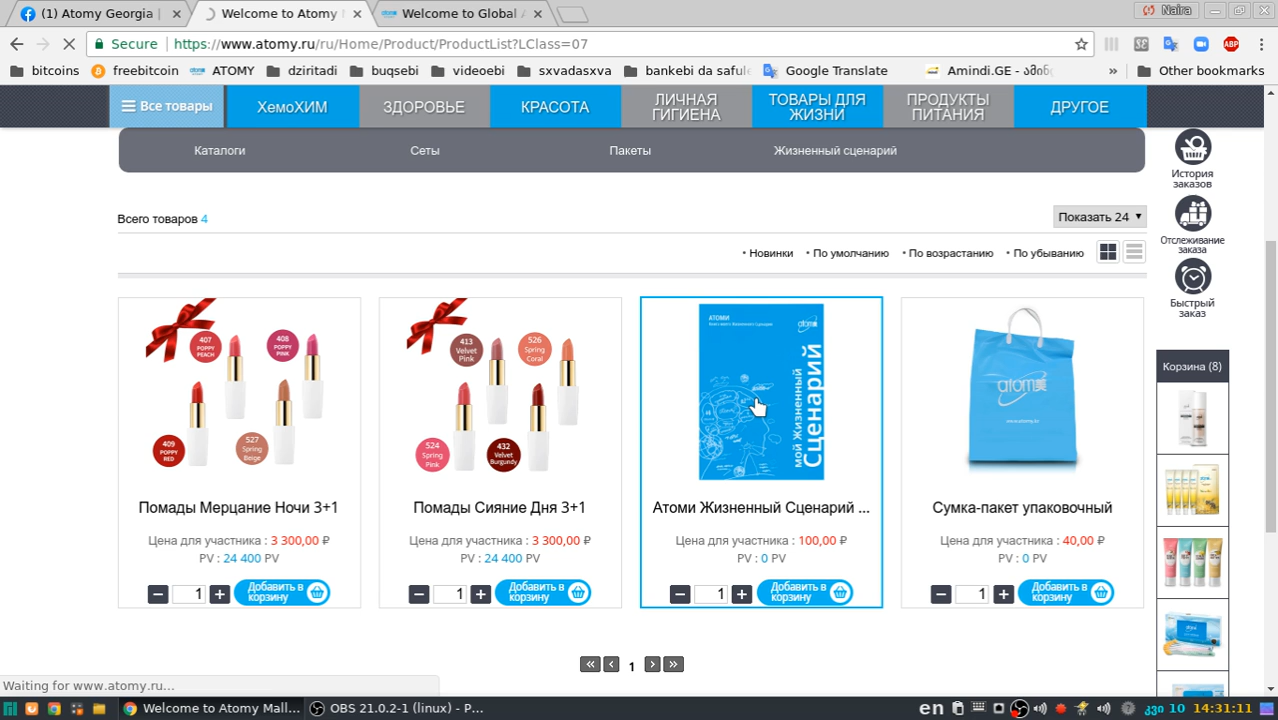 (1) Atomy Georgia |
Welcome to Atomy
Welcome to Global
Naira
Secure
https://www.atomy.ru/ru/Home/Product/ProductList?LClass=07
SE
ABP
bitcoins
freebitcoin
ATOMY
dziritadi
buqsebi
videoebi
sxvadasxva
bankebi da safule
Google Translate
Amindi.GE - ამინ
»
Other bookmarks
Все товары
ХемоХИМ
ЗДОРОВЬЕ
КРАСОТА
ЛИЧНАЯ
ГИГИЕНА
ТОВАРЫ ДЛЯ
ЖИЗНИ
ПРОДУКТЫ
ПИТАНИЯ
ДРУГОЕ
Каталоги
Сеты
Пакеты
Жизненный сценарий
История
заказов
Всего товаров 4
Показать 24
Отслеживание
заказа
• Новинки
• По умолчанию
• По возрастанию
• По убыванию
Быстрый
заказ
Корзина (8)
407
POPPY
PEACH
408
POPPY
PINK
409
POPPY
RED
527
Spring
Beige
413
Velvet
Pink
526
Spring
Coral
524
Spring
Pink
432
Velvet
Burgundy
АТОМИ
мой Жизненный
Сценарий
atomy
Помады Мерцание Ночи 3+1
Цена для участника : 3 300,00 ₽
PV : 24 400 PV
1
Добавить в
корзину
Помады Сияние Дня 3+1
Цена для участника : 3 300,00 ₽
PV : 24 400 PV
1
Добавить в
корзину
Атоми Жизненный Сценарий ...
Цена для участника : 100,00 ₽
PV : 0 PV
1
Добавить в
корзину
Сумка-пакет упаковочный
Цена для участника : 40,00 ₽
PV : 0 PV
1
Добавить в
корзину
1
Waiting for www.atomy.ru...
Welcome to Atomy Mall...
OBS 21.0.2-1 (linux) - P...
en
კვი 10
14:31:11